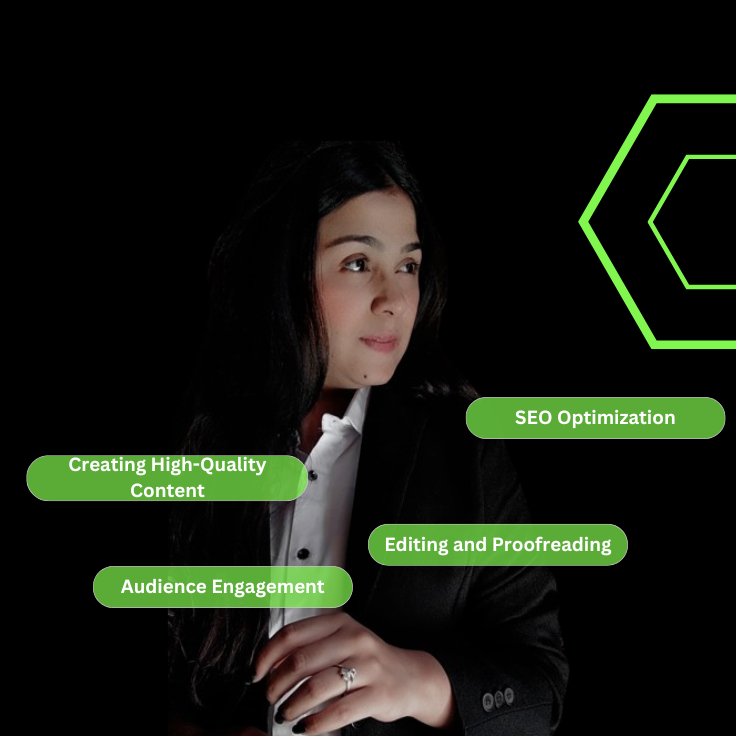 SEO Optimization
Creating High-Quality
Content
Editing and Proofreading
Audience Engagement